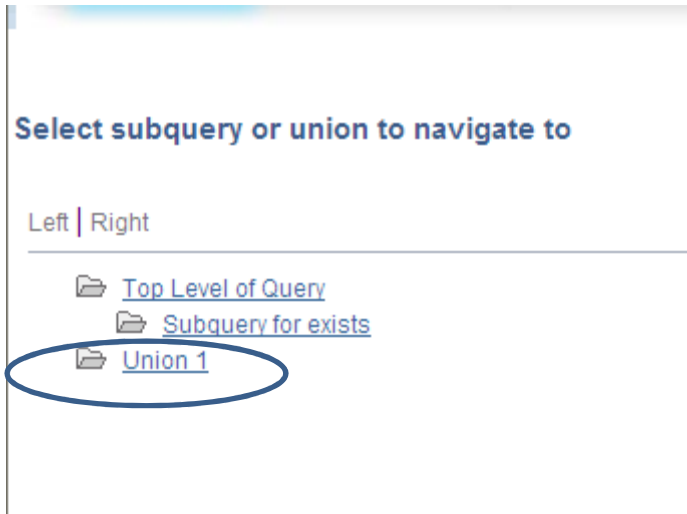 Select subquery or union to navigate to
Left | Right
Top Level of Query
Subquery for exists
Union 1